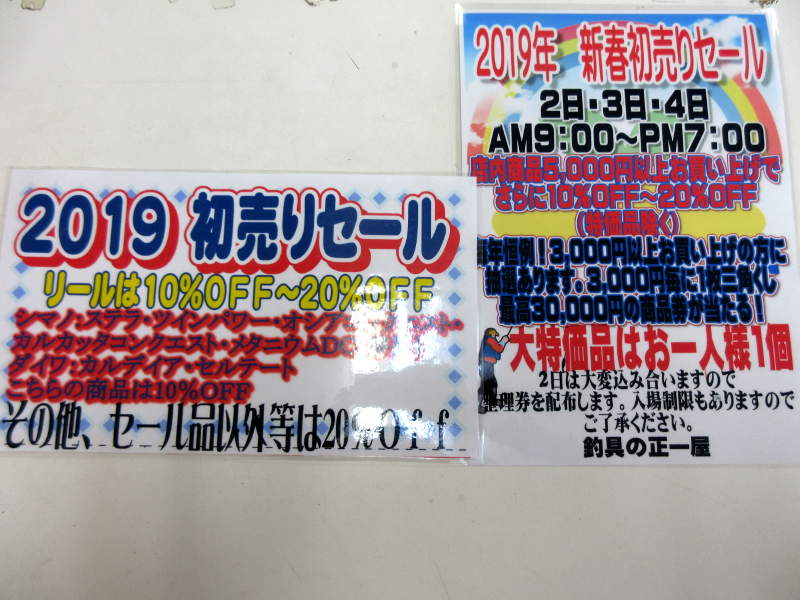 2019 初売りセール
リールは10%OFF～20%OFF
シマノ・ステラ・ツインパワー・オシア
カルカッタコンクエスト・メタニウムDC
ダイワ:カルディア・セルテート
こちらの商品は10%OFF
その他、セール品以外等は20%Off
2019年 新春初売りセール
2日・3日・4日
AM9:00～PM7:00
店内商品5,000円以上お買い上げで
さらに10%OFF～20%OFF
(特価品除く)
年恒例!3,000円以上お買い上げの方に
抽選あります。3,000円毎に1枚三角くじ
最高30,000円の商品券が当たる!
大特価品はお一人様1個
2日は大変込み合いますので
整理券を配布します。入場制限もありますので
ご了承ください。
釣具の正一屋